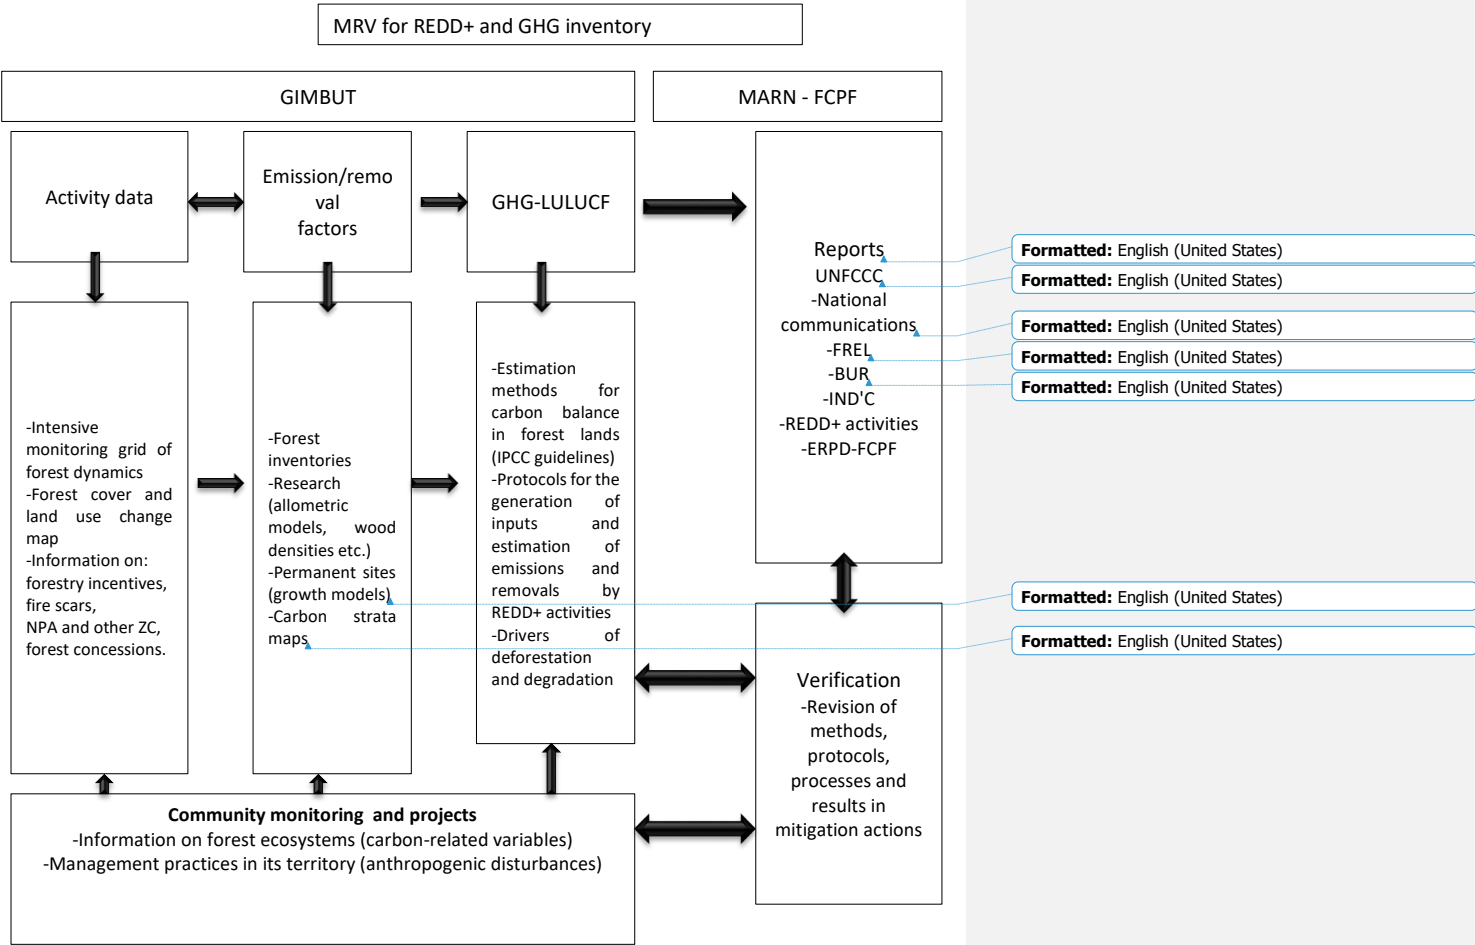 MRV for REDD+ and GHG inventory
GIMBUT
MARN - FCPF
Activity data
Emission/remo
val
factors
GHG-LULUCF
Reports
UNFCCC
-National
communications
-FREL
-BUR
-IND'C
-REDD+ activities
-ERPD-FCPF
-Intensive
monitoring grid of
forest dynamics
-Forest cover and
land use change
map
-Information on:
forestry incentives,
fire scars,
NPA and other ZC,
forest concessions.
-Forest
inventories
-Research
(allometric
models, wood
densities etc.)
-Permanent sites
(growth models)
-Carbon strata
maps
-Estimation
methods for
carbon balance
in forest lands
(IPCC guidelines)
-Protocols for the
generation of
inputs and
estimation of
emissions and
removals by
REDD+ activities
-Drivers of
deforestation
and degradation
Verification
-Revision of
methods,
protocols,
processes and
results in
mitigation actions
Community monitoring and projects
-Information on forest ecosystems (carbon-related variables)
-Management practices in its territory (anthropogenic disturbances)
Formatted: English (United States)
Formatted: English (United States)
Formatted: English (United States)
Formatted: English (United States)
Formatted: English (United States)
Formatted: English (United States)
Formatted: English (United States)